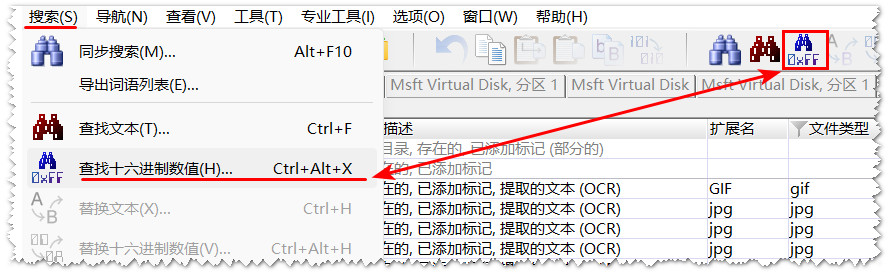 搜索(S) 导航(N) 查看(V) 工具(T) 专业工具(I) 选项(O) 窗口(W) 帮助(H)
同步搜索(M)... Alt+F10
导出词语列表(E)...
查找文本(T)... Ctrl+F
查找十六进制数值(H)... Ctrl+Alt+X
替换文本(X)... Ctrl+H
替换十六进制数值(V)... Ctrl+Alt+H
0xFF
Msft Virtual Disk, 分区 1 Msft Virtual Disk Msft Virtual Disk, 分区 1
描述 扩展名 文件类型
目录, 存在的, 已添加标记 (部分的)
存在的, 已添加标记
在的, 已添加标记, 提取的文本 (OCR) GIF gif
在的, 已添加标记, 提取的文本 (OCR) jpg jpg
在的, 已添加标记, 提取的文本 (OCR) jpg jpg
在的, 已添加标记, 提取的文本 (OCR) jpg jpg